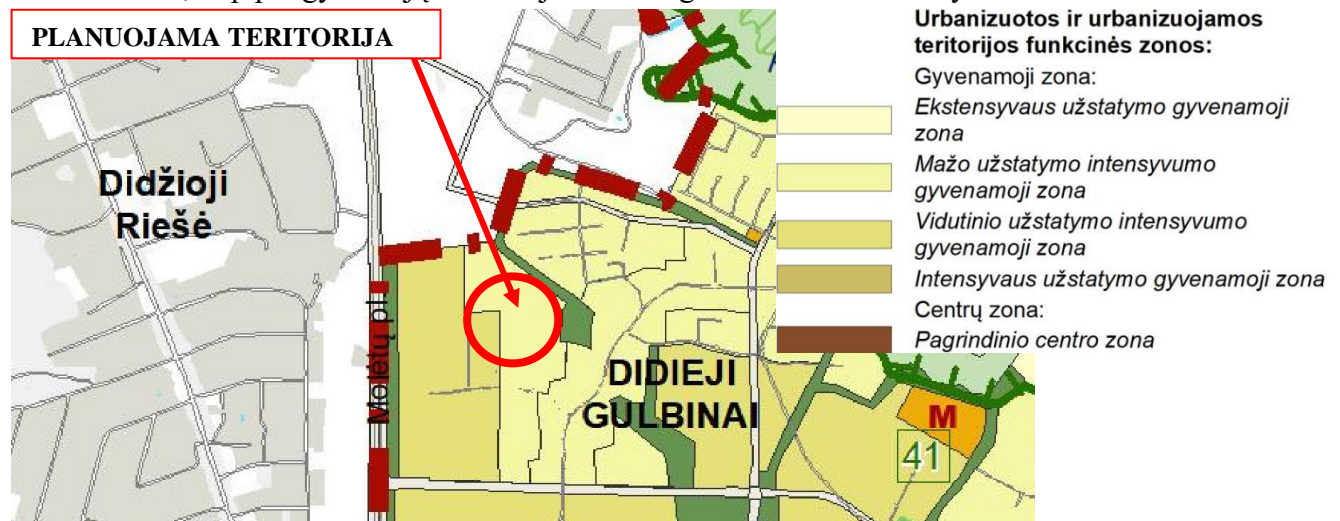 PLANUOJAMA TERITORIJA
Didžioji
Riešė
Molėtų pl.
DIDIEJI
GULBINAI
M
41
Urbanizuotos ir urbanizuojamos
teritorijos funkcinės zonos:
Gyvenamoji zona:
Ekstensyvaus užstatymo gyvenamoji
zona
Mažo užstatymo intensyvumo
gyvenamoji zona
Vidutinio užstatymo intensyvumo
gyvenamoji zona
Intensyvaus užstatymo gyvenamoji zona
Centrų zona:
Pagrindinio centro zona